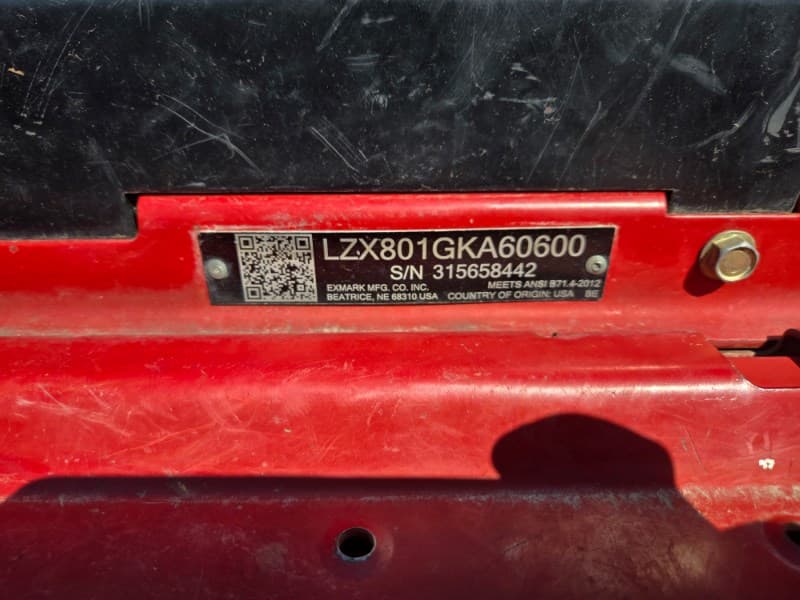 LZX801GKA60600
S/N 315658442
EXMARK MFG. CO. INC. MEETS ANSI B71.4-2012
BEATRICE, NE 68310 USA COUNTRY OF ORIGIN: USA BE